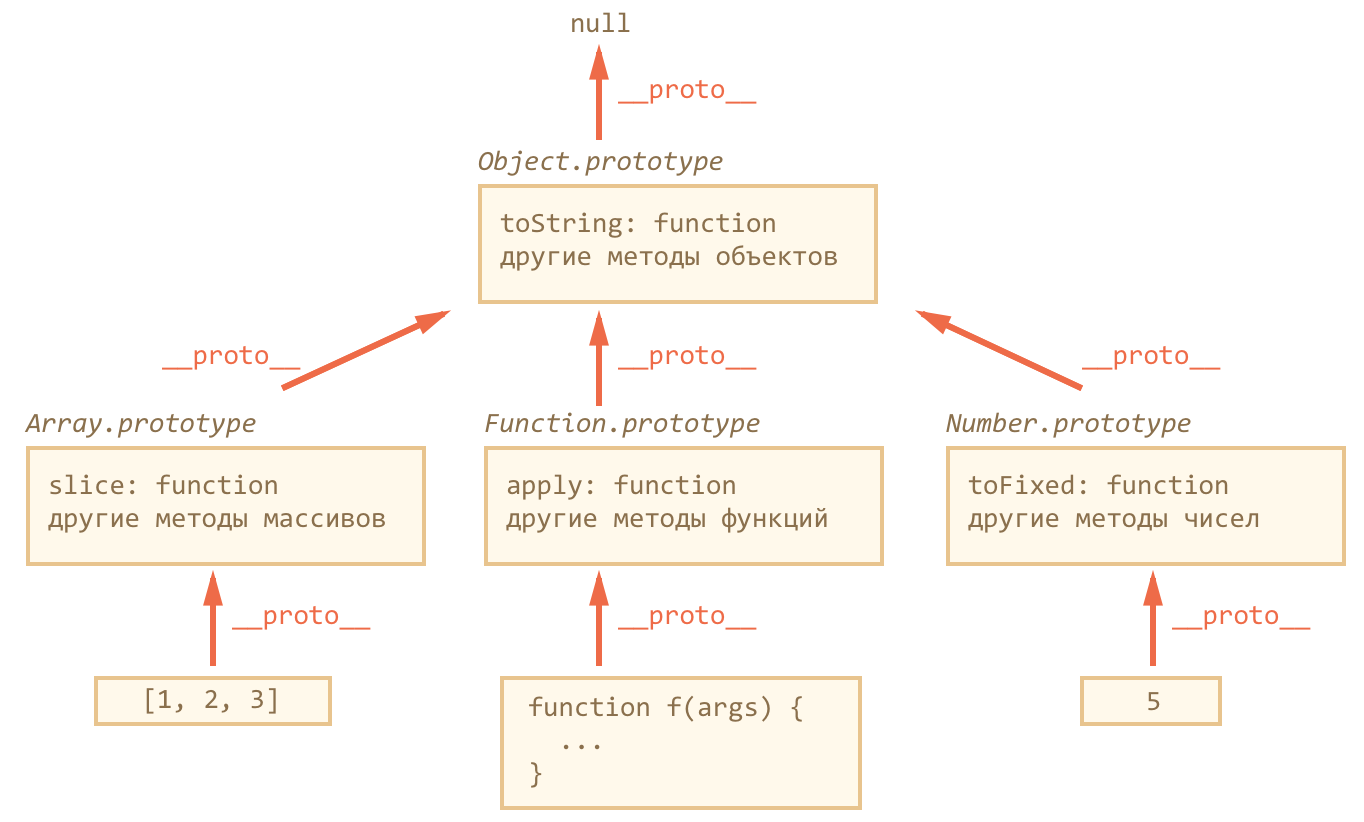 null
__proto__
Object.prototype
toString: function
другие методы объектов
__proto__
__proto__
__proto__
Array.prototype
Function.prototype
Number.prototype
slice: function
другие методы массивов
apply: function
другие методы функций
toFixed: function
другие методы чисел
__proto__
__proto__
__proto__
[1, 2, 3]
function f(args) {
...
}
5